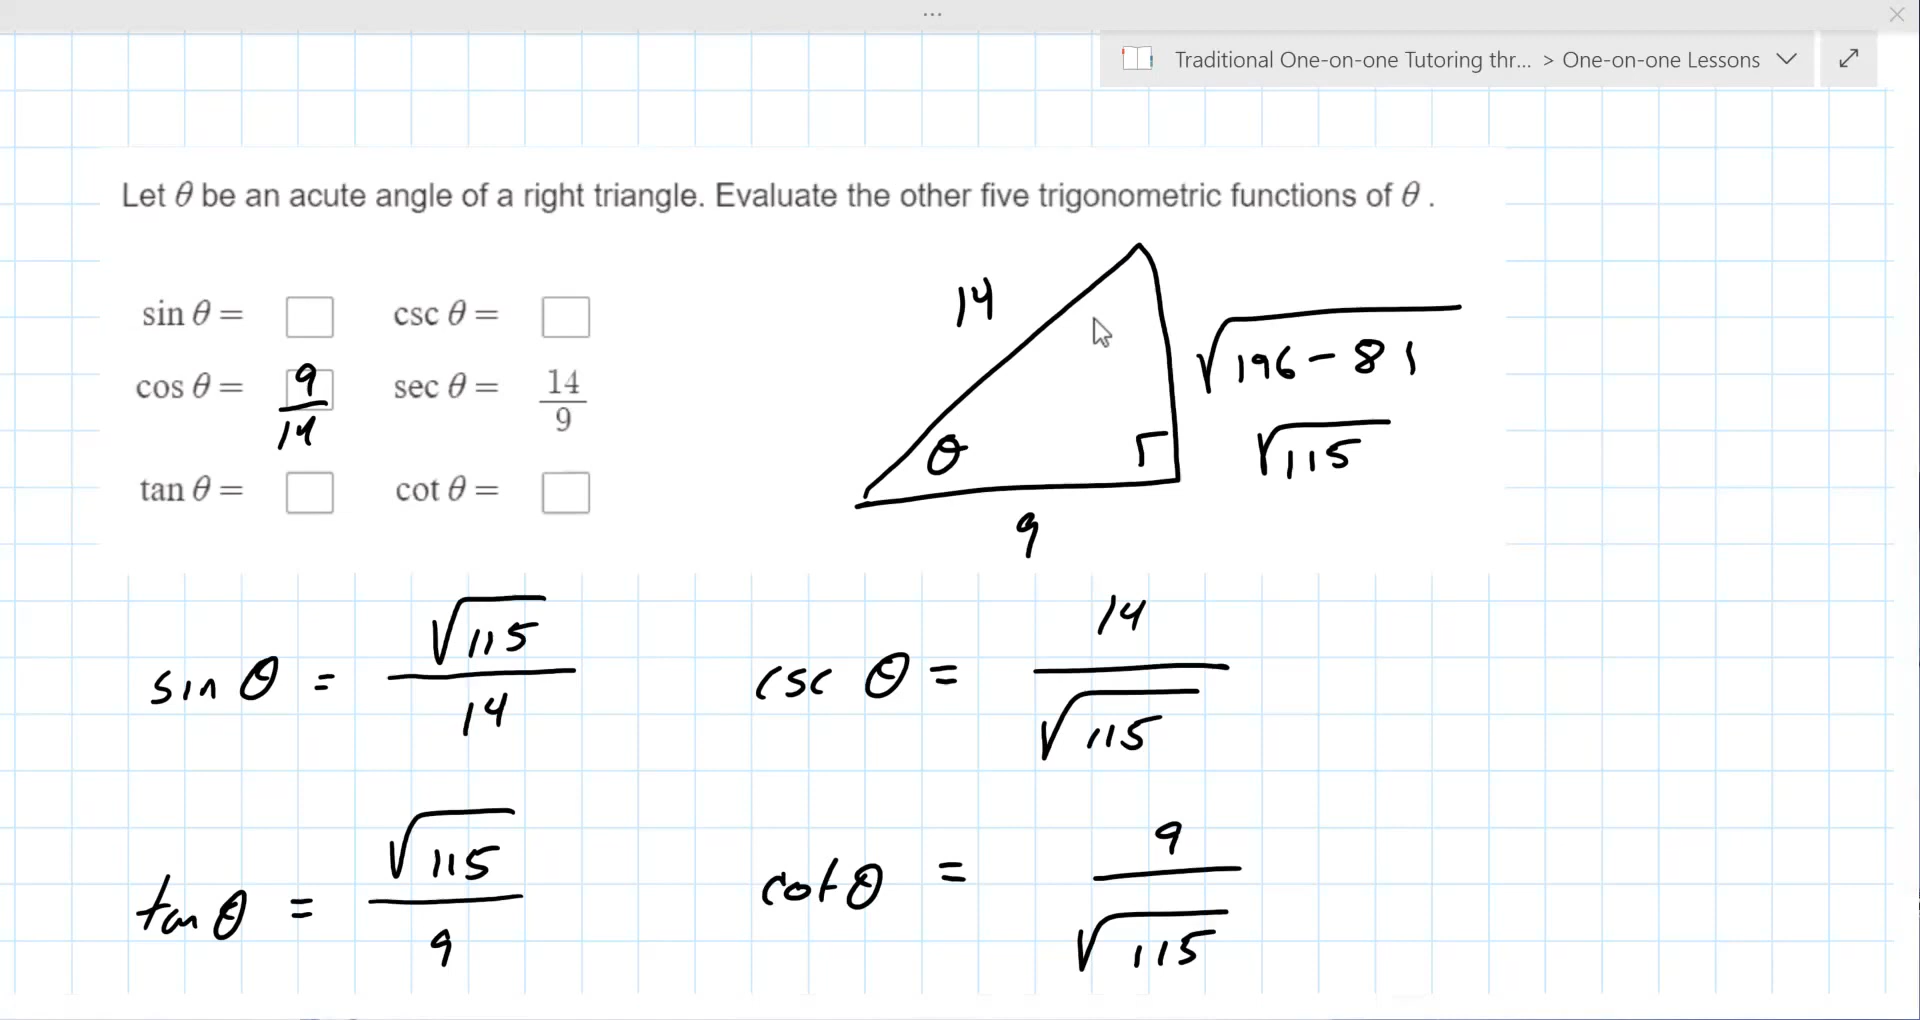 ...
Traditional One-on-one Tutoring thr... > One-on-one Lessons
Let θ be an acute angle of a right triangle. Evaluate the other five trigonometric functions of θ .
sin θ = csc θ =
cos θ = 9/14 sec θ = 14/9
tan θ = cot θ =
14
√196 − 81
√115
θ
9
sin θ = √115/14
csc θ = 14/√115
tan θ = √115/9
cot θ = 9/√115